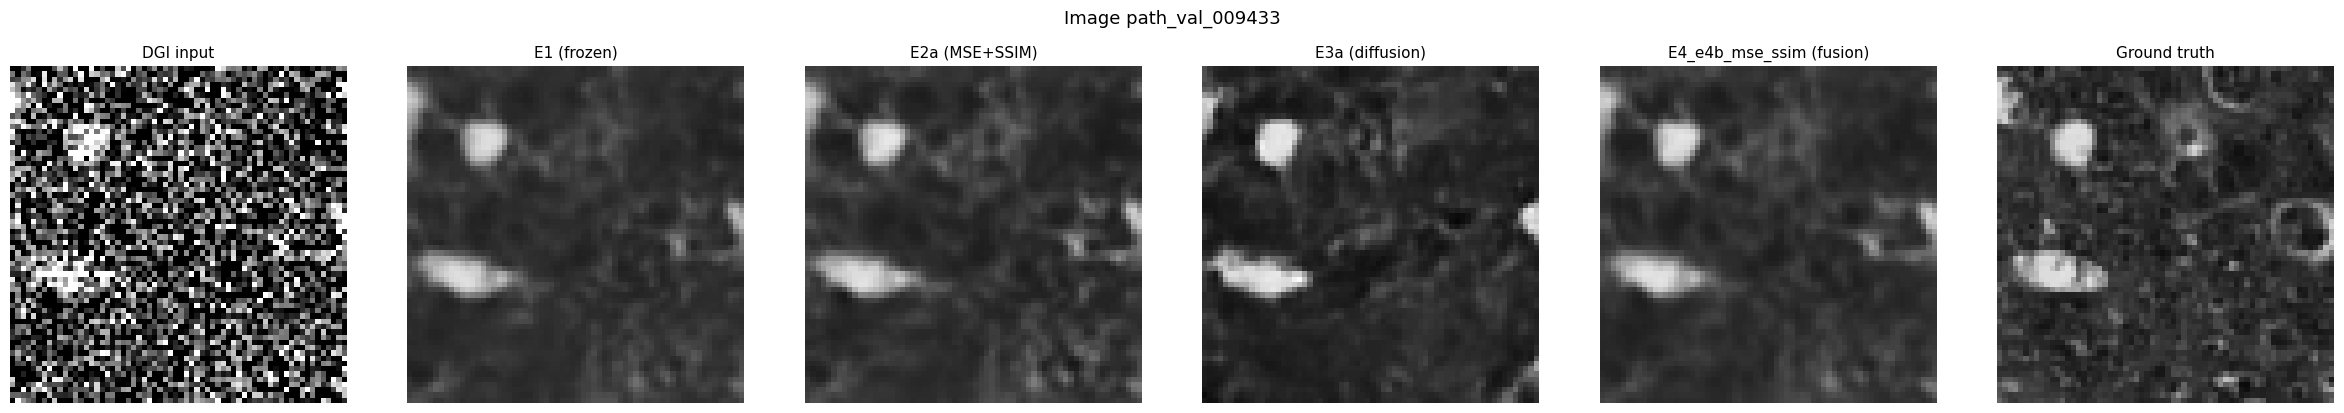 Image path_val_009433
DGI input
E1 (frozen)
E2a (MSE+SSIM)
E3a (diffusion)
E4_e4b_mse_ssim (fusion)
Ground truth